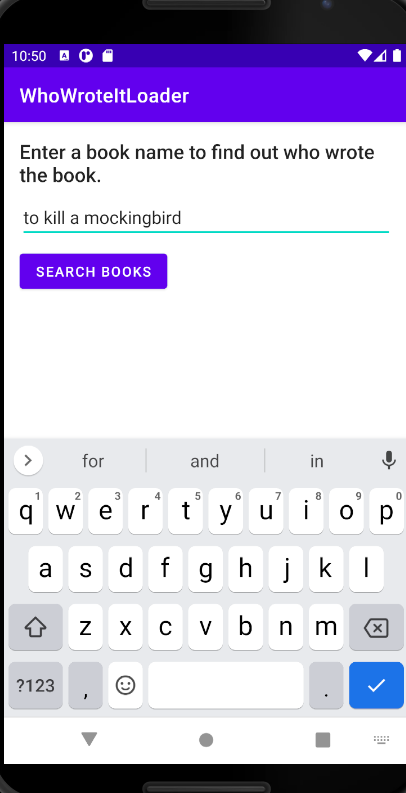 10:50
WhoWroteItLoader
Enter a book name to find out who wrote
the book.
to kill a mockingbird
SEARCH BOOKS
for and in
1 2 3 4 5 6 7 8 9 0
q w e r t y u i o p
a s d f g h j k l
z x c v b n m
?123 , .